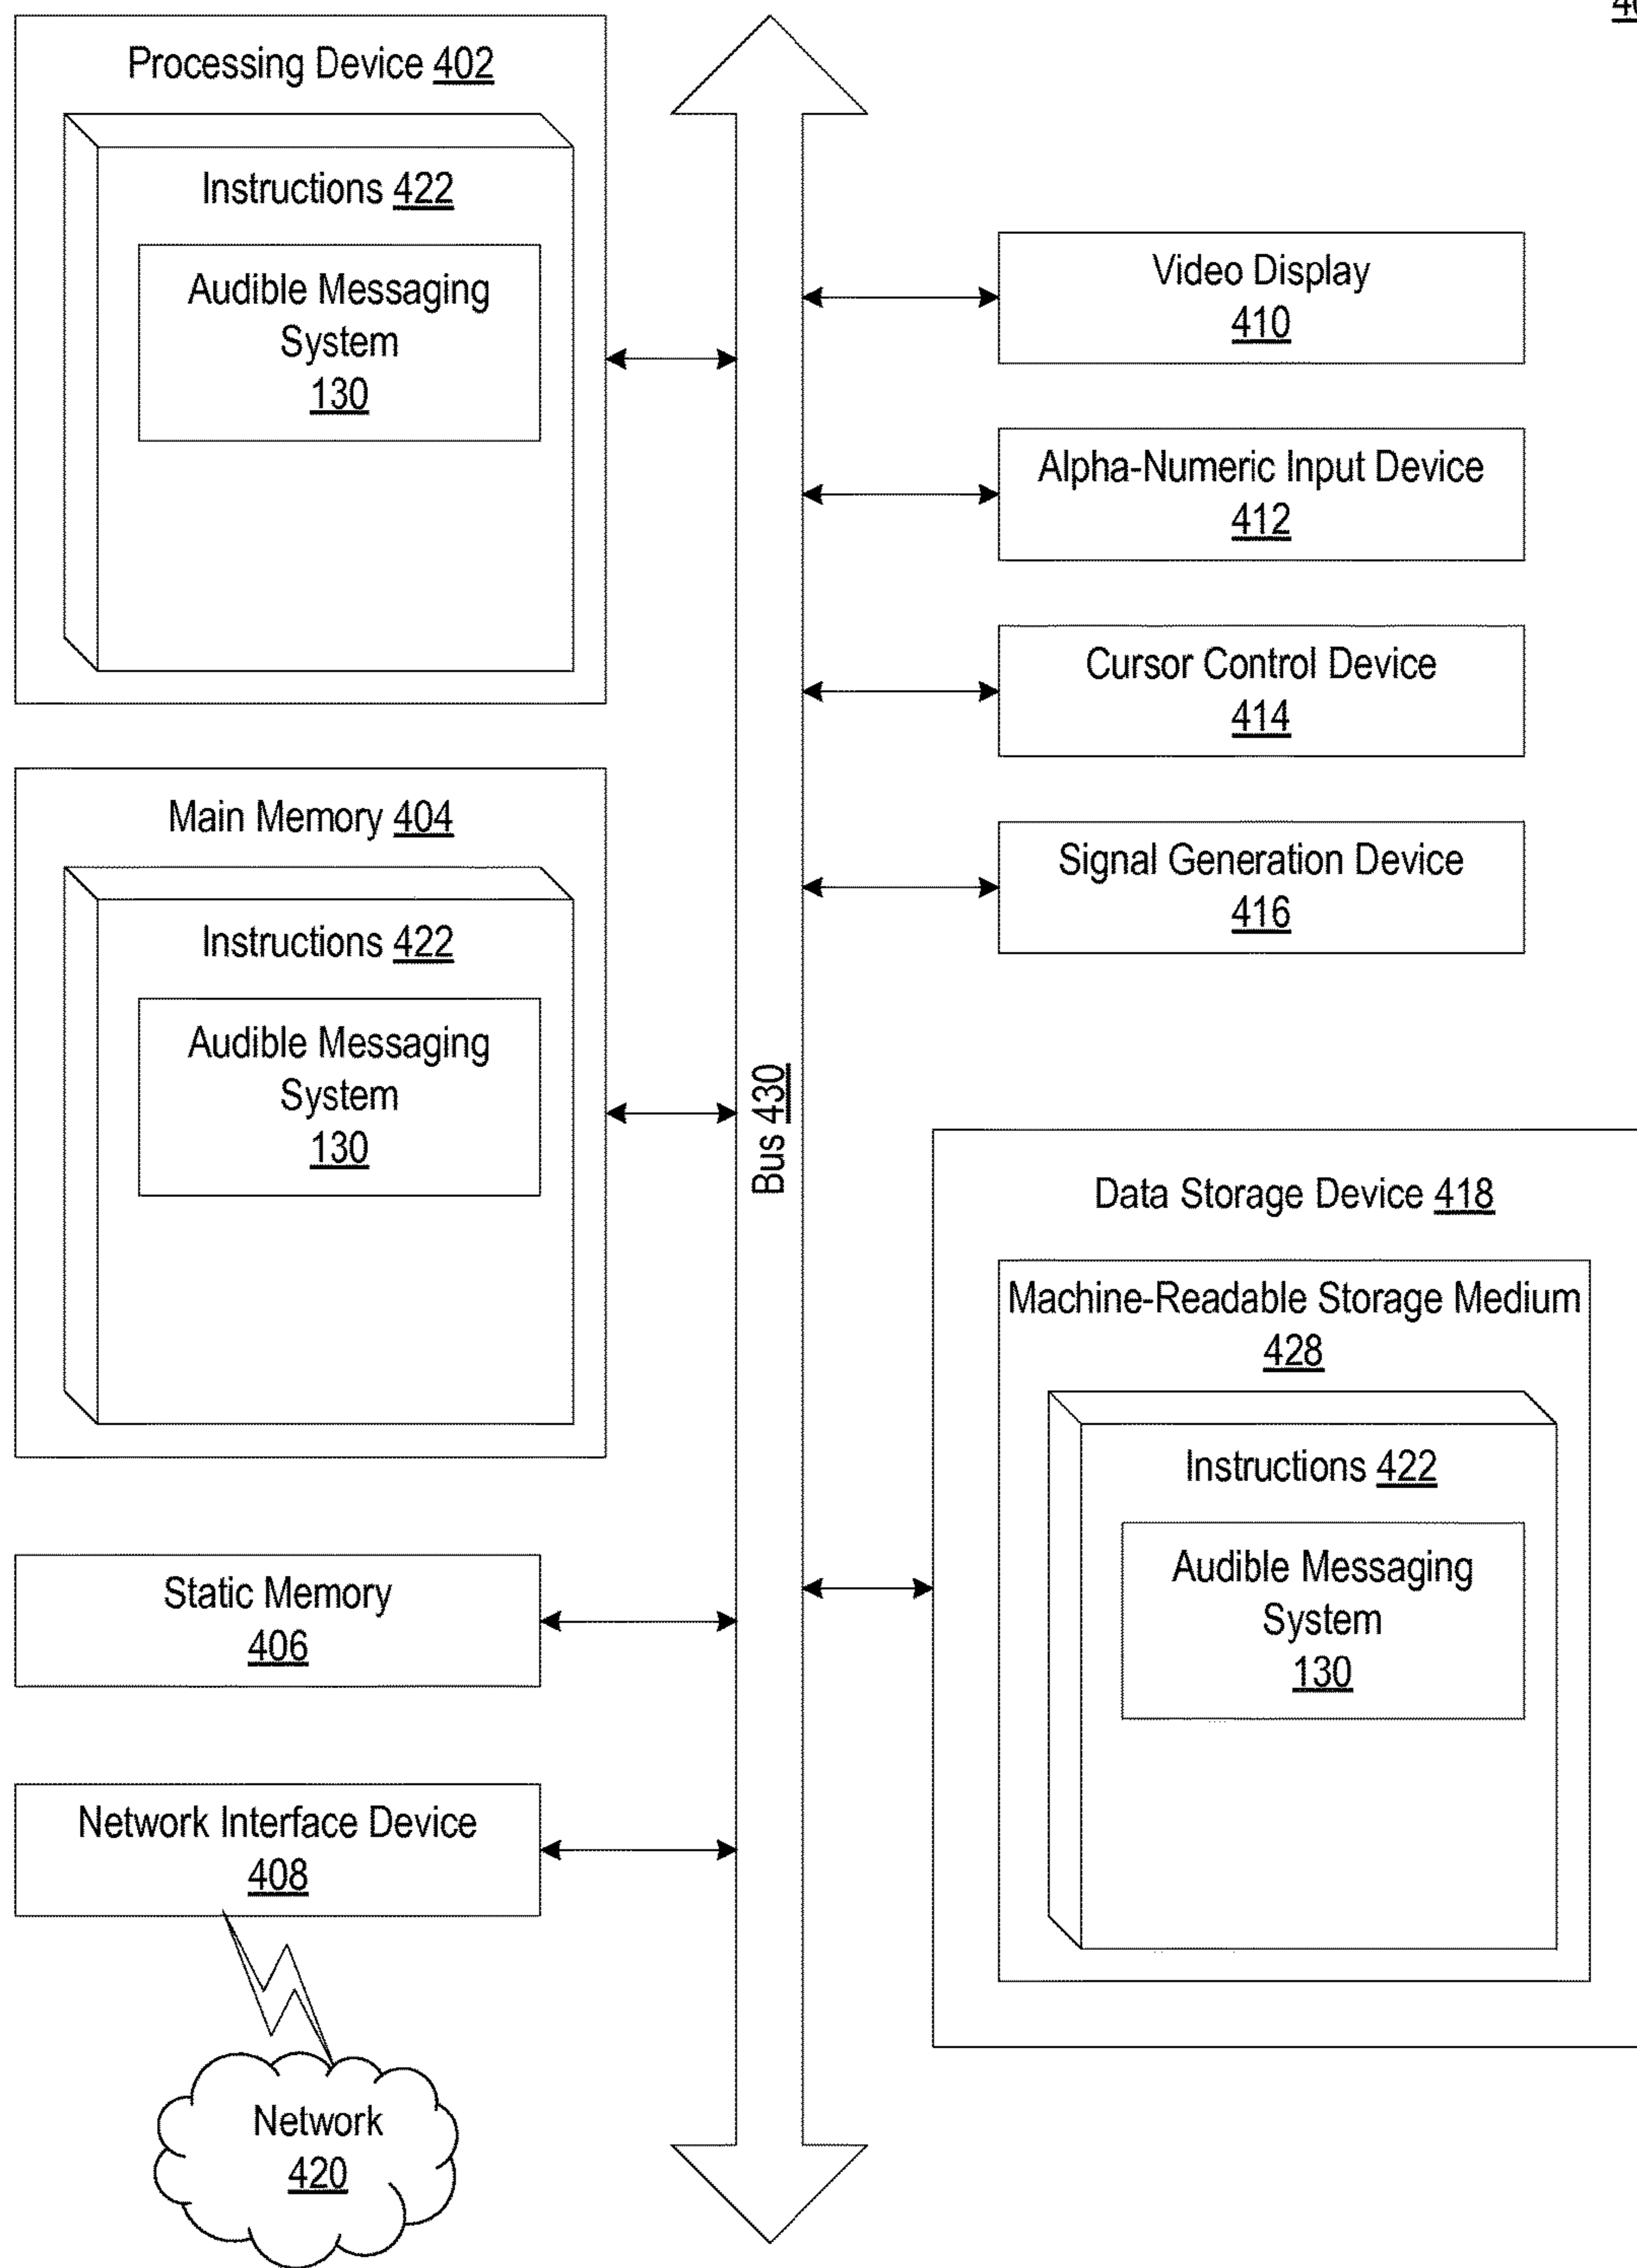 Processing Device 402
Instructions 422
Audible Messaging
System
130
Main Memory 404
Instructions 422
Audible Messaging
System
130
Static Memory
406
Network Interface Device
408
Network
420
Bus 430
Video Display
410
Alpha-Numeric Input Device
412
Cursor Control Device
414
Signal Generation Device
416
Data Storage Device 418
Machine-Readable Storage Medium
428
Instructions 422
Audible Messaging
System
130